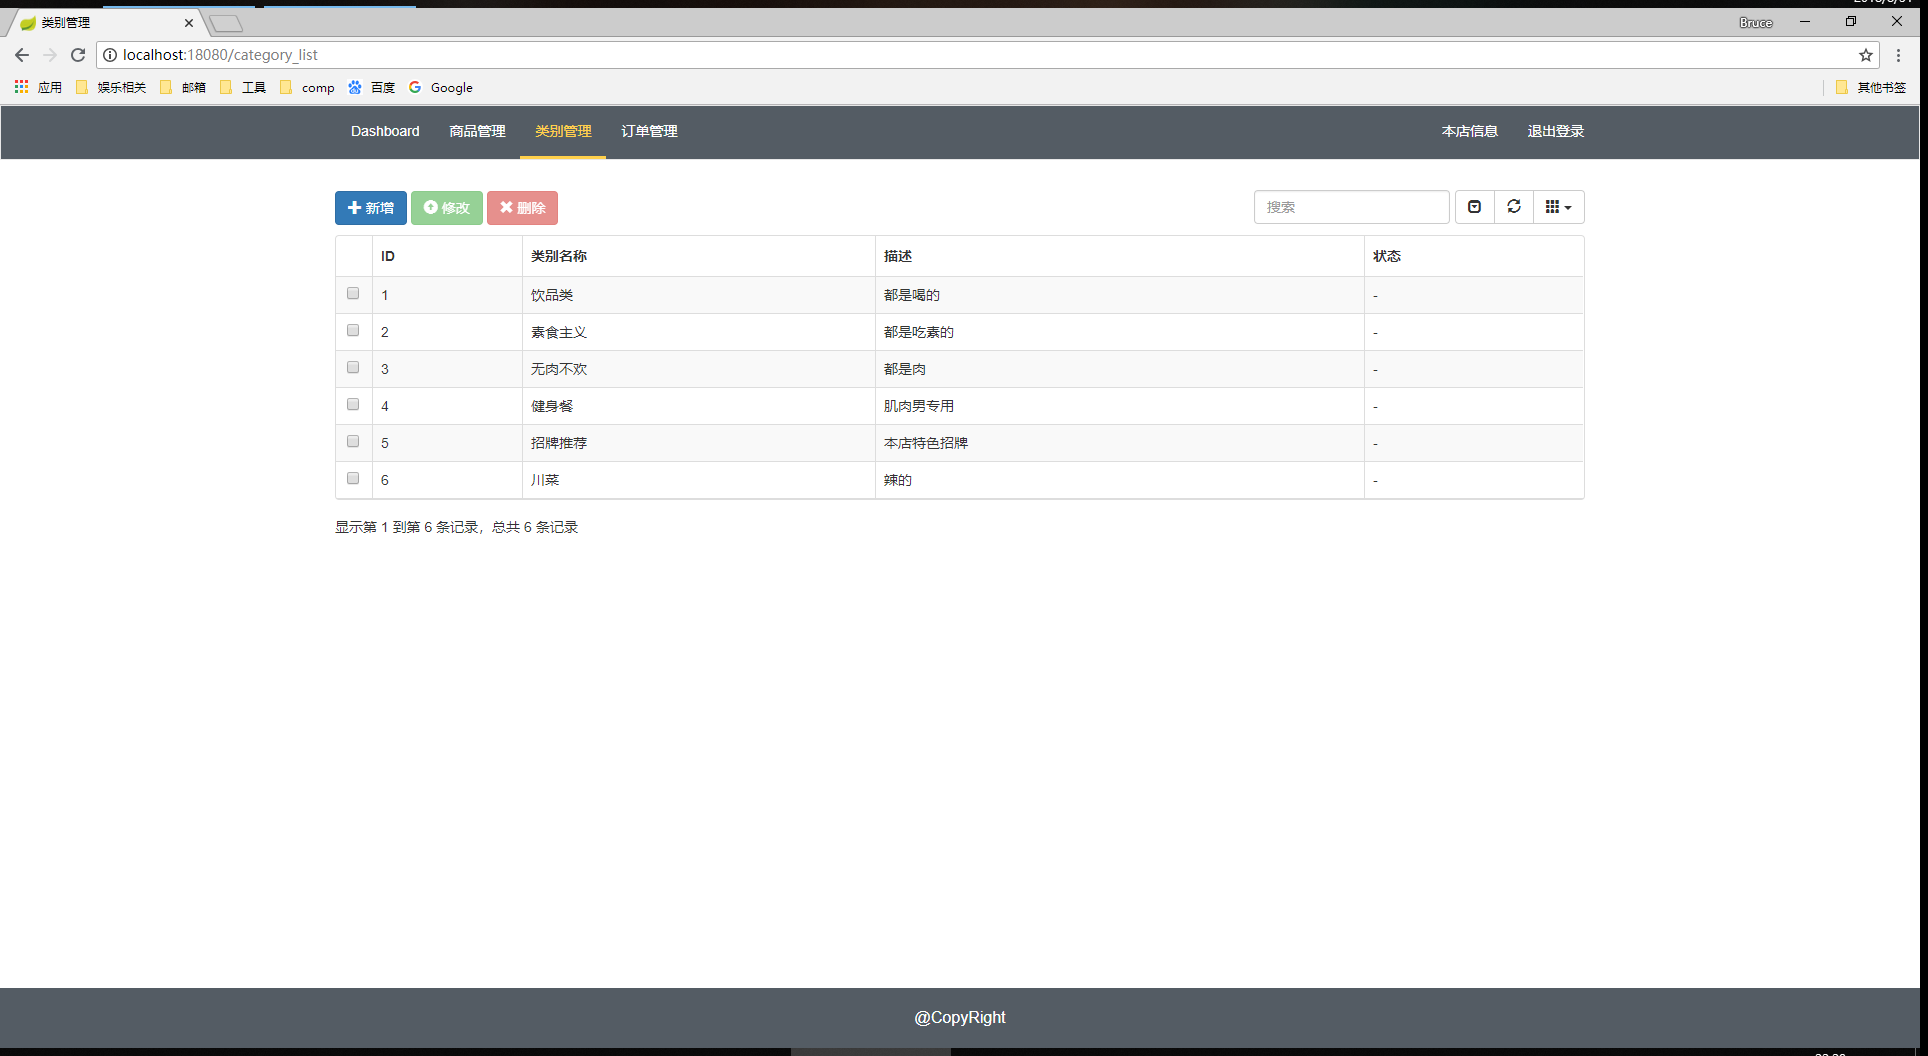 类别管理
Bruce
localhost:18080/category_list
应用 娱乐相关 邮箱 工具 comp 百度 Google 其他书签
Dashboard 商品管理 类别管理 订单管理 本店信息 退出登录
新增 修改 删除 搜索
ID 类别名称 描述 状态
1 饮品类 都是喝的 -
2 素食主义 都是吃素的 -
3 无肉不欢 都是肉 -
4 健身餐 肌肉男专用 -
5 招牌推荐 本店特色招牌 -
6 川菜 辣的 -
显示第 1 到第 6 条记录，总共 6 条记录
@CopyRight